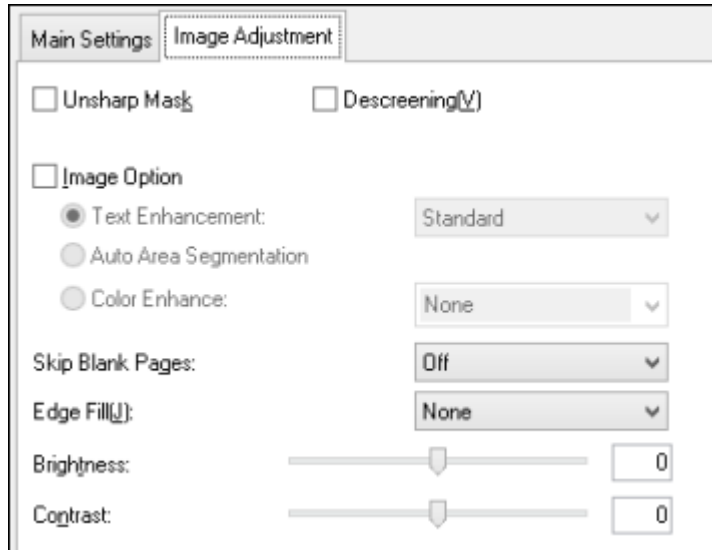 Main Settings Image Adjustment
Unsharp Mask Descreening(V)
Image Option
Text Enhancement: Standard
Auto Area Segmentation
Color Enhance: None
Skip Blank Pages: Off
Edge Fill(J): None
Brightness: 0
Contrast: 0